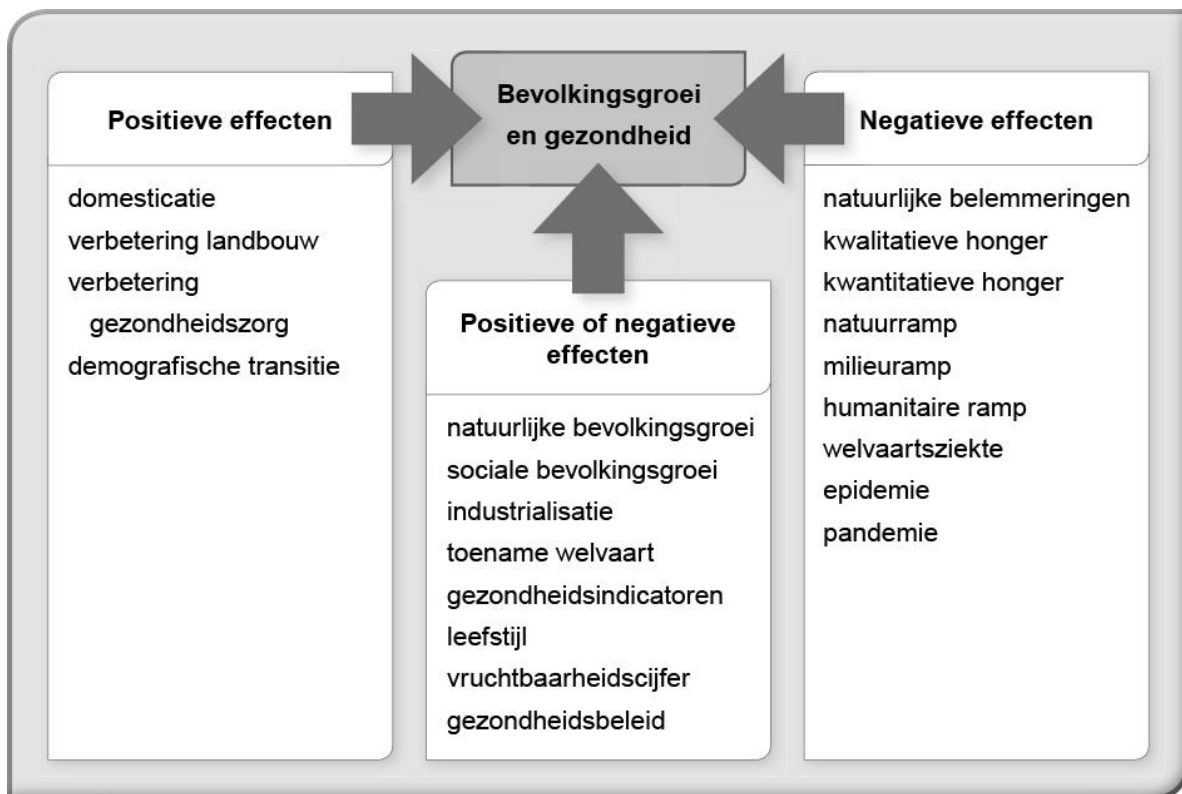 Positieve effecten
domesticatie
verbetering landbouw
verbetering
gezondheidszorg
demografische transitie
Bevolkingsgroei
en gezondheid
Positieve of negatieve
effecten
natuurlijke bevolkingsgroei
sociale bevolkingsgroei
industrialisatie
toename welvaart
gezondheidsindicatoren
leefstijl
vruchtbaarheidscijfer
gezondheidsbeleid
Negatieve effecten
natuurlijke belemmeringen
kwalitatieve honger
kwantitatieve honger
natuurramp
milieuramp
humanitaire ramp
welvaartsziekte
epidemie
pandemie